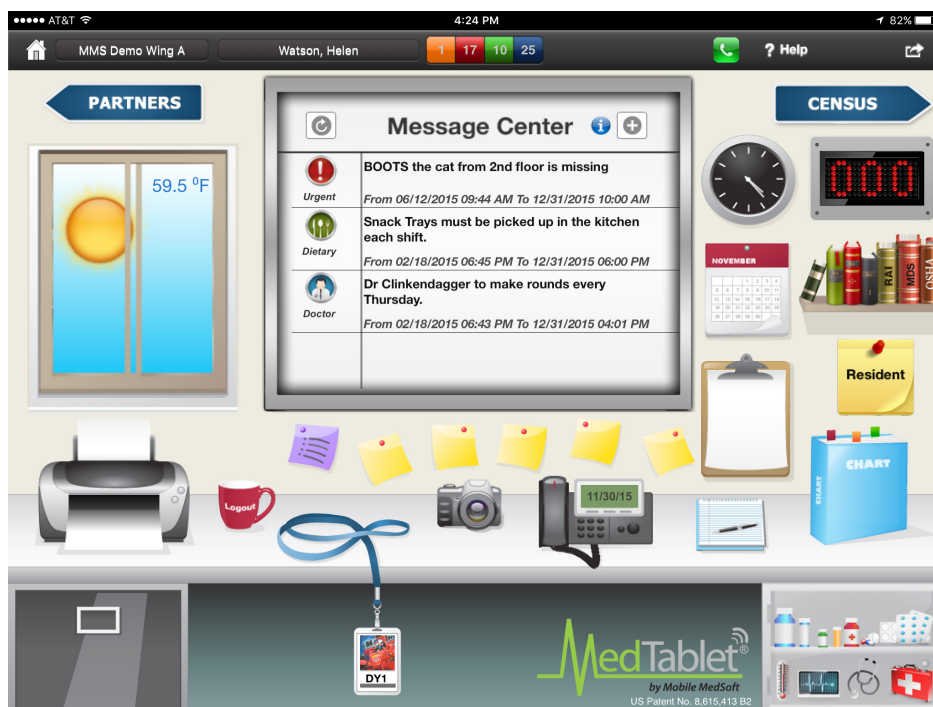 AT&T
4:24 PM
82%
MMS Demo Wing A
Watson, Helen
1 17 10 25
? Help
PARTNERS
Message Center
CENSUS
59.5 ⁰F
Urgent
BOOTS the cat from 2nd floor is missing
From 06/12/2015 09:44 AM To 12/31/2015 10:00 AM
Dietary
Snack Trays must be picked up in the kitchen
each shift.
From 02/18/2015 06:45 PM To 12/31/2015 06:00 PM
Doctor
Dr Clinkendagger to make rounds every
Thursday.
From 02/18/2015 06:43 PM To 12/31/2015 04:01 PM
000
NOVEMBER
RAI
MDS
OSHA
Resident
CHART
CHART
Logout
11/30/15
DY1
MedTablet®
by Mobile MedSoft
US Patent No. 8,615,413 B2